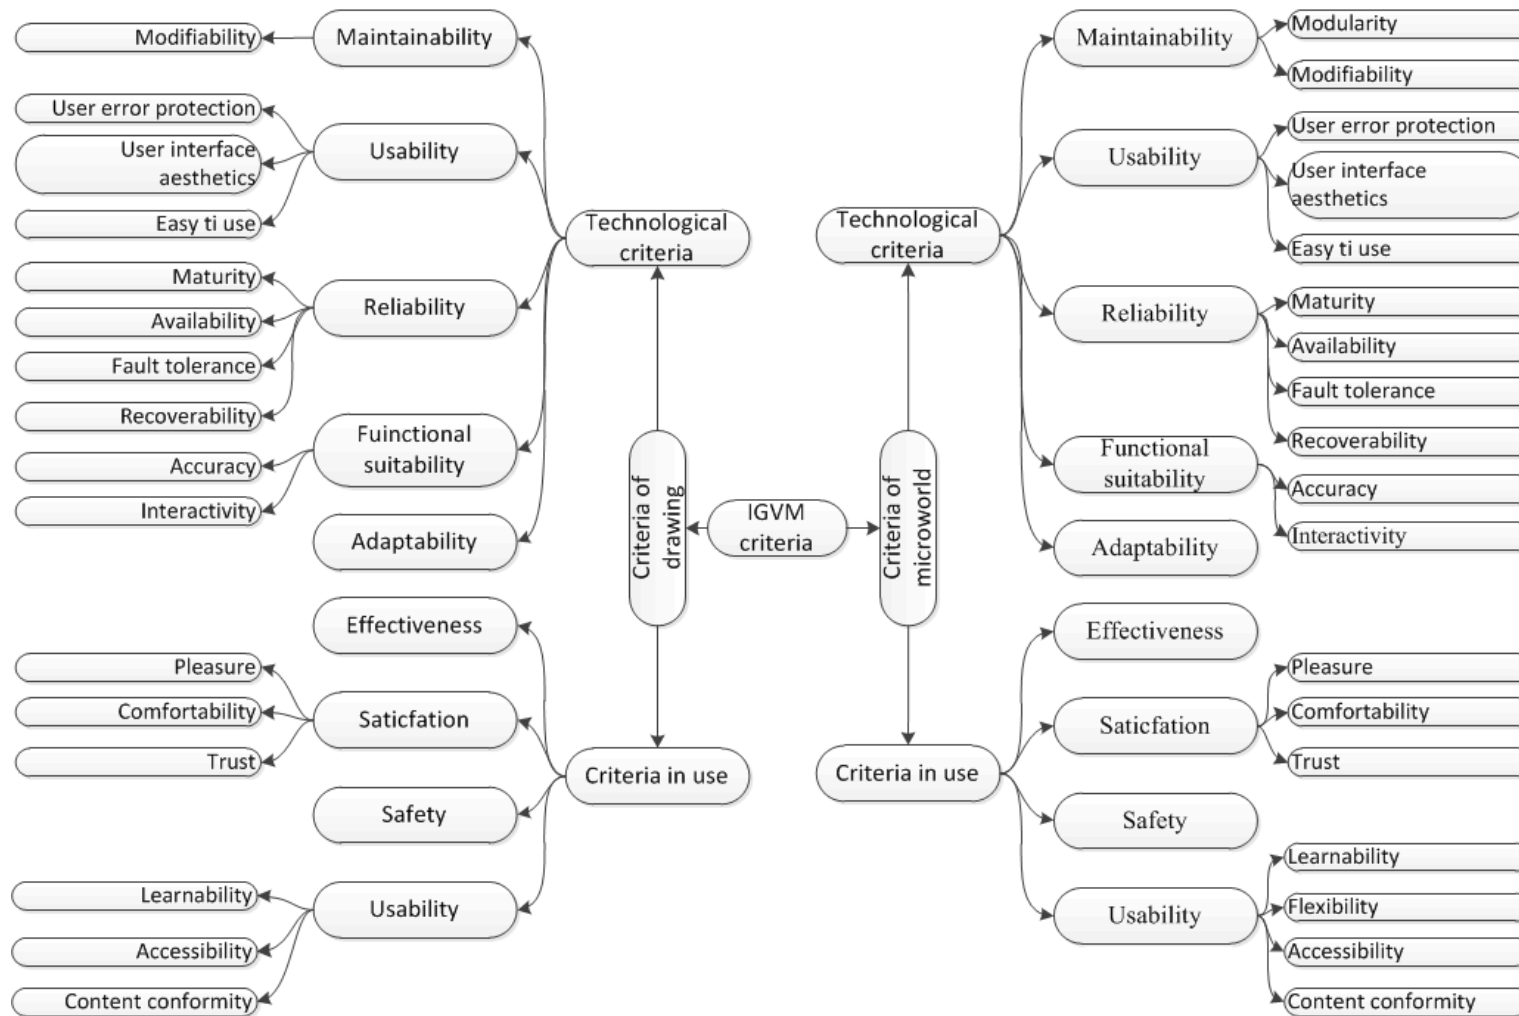 Modifiability
Maintainability
User error protection
User interface
aesthetics
Easy ti use
Usability
Maturity
Availability
Fault tolerance
Recoverability
Reliability
Accuracy
Interactivity
Fuinctional
suitability
Adaptability
Technological
criteria
Effectiveness
Pleasure
Comfortability
Trust
Saticfation
Safety
Learnability
Accessibility
Content conformity
Usability
Criteria in use
Criteria of
drawing
IGVM
criteria
Criteria of
microworld
Technological
criteria
Maintainability
Modularity
Modifiability
Usability
User error protection
User interface
aesthetics
Easy ti use
Reliability
Maturity
Availability
Fault tolerance
Recoverability
Functional
suitability
Accuracy
Interactivity
Adaptability
Criteria in use
Effectiveness
Saticfation
Pleasure
Comfortability
Trust
Safety
Usability
Learnability
Flexibility
Accessibility
Content conformity